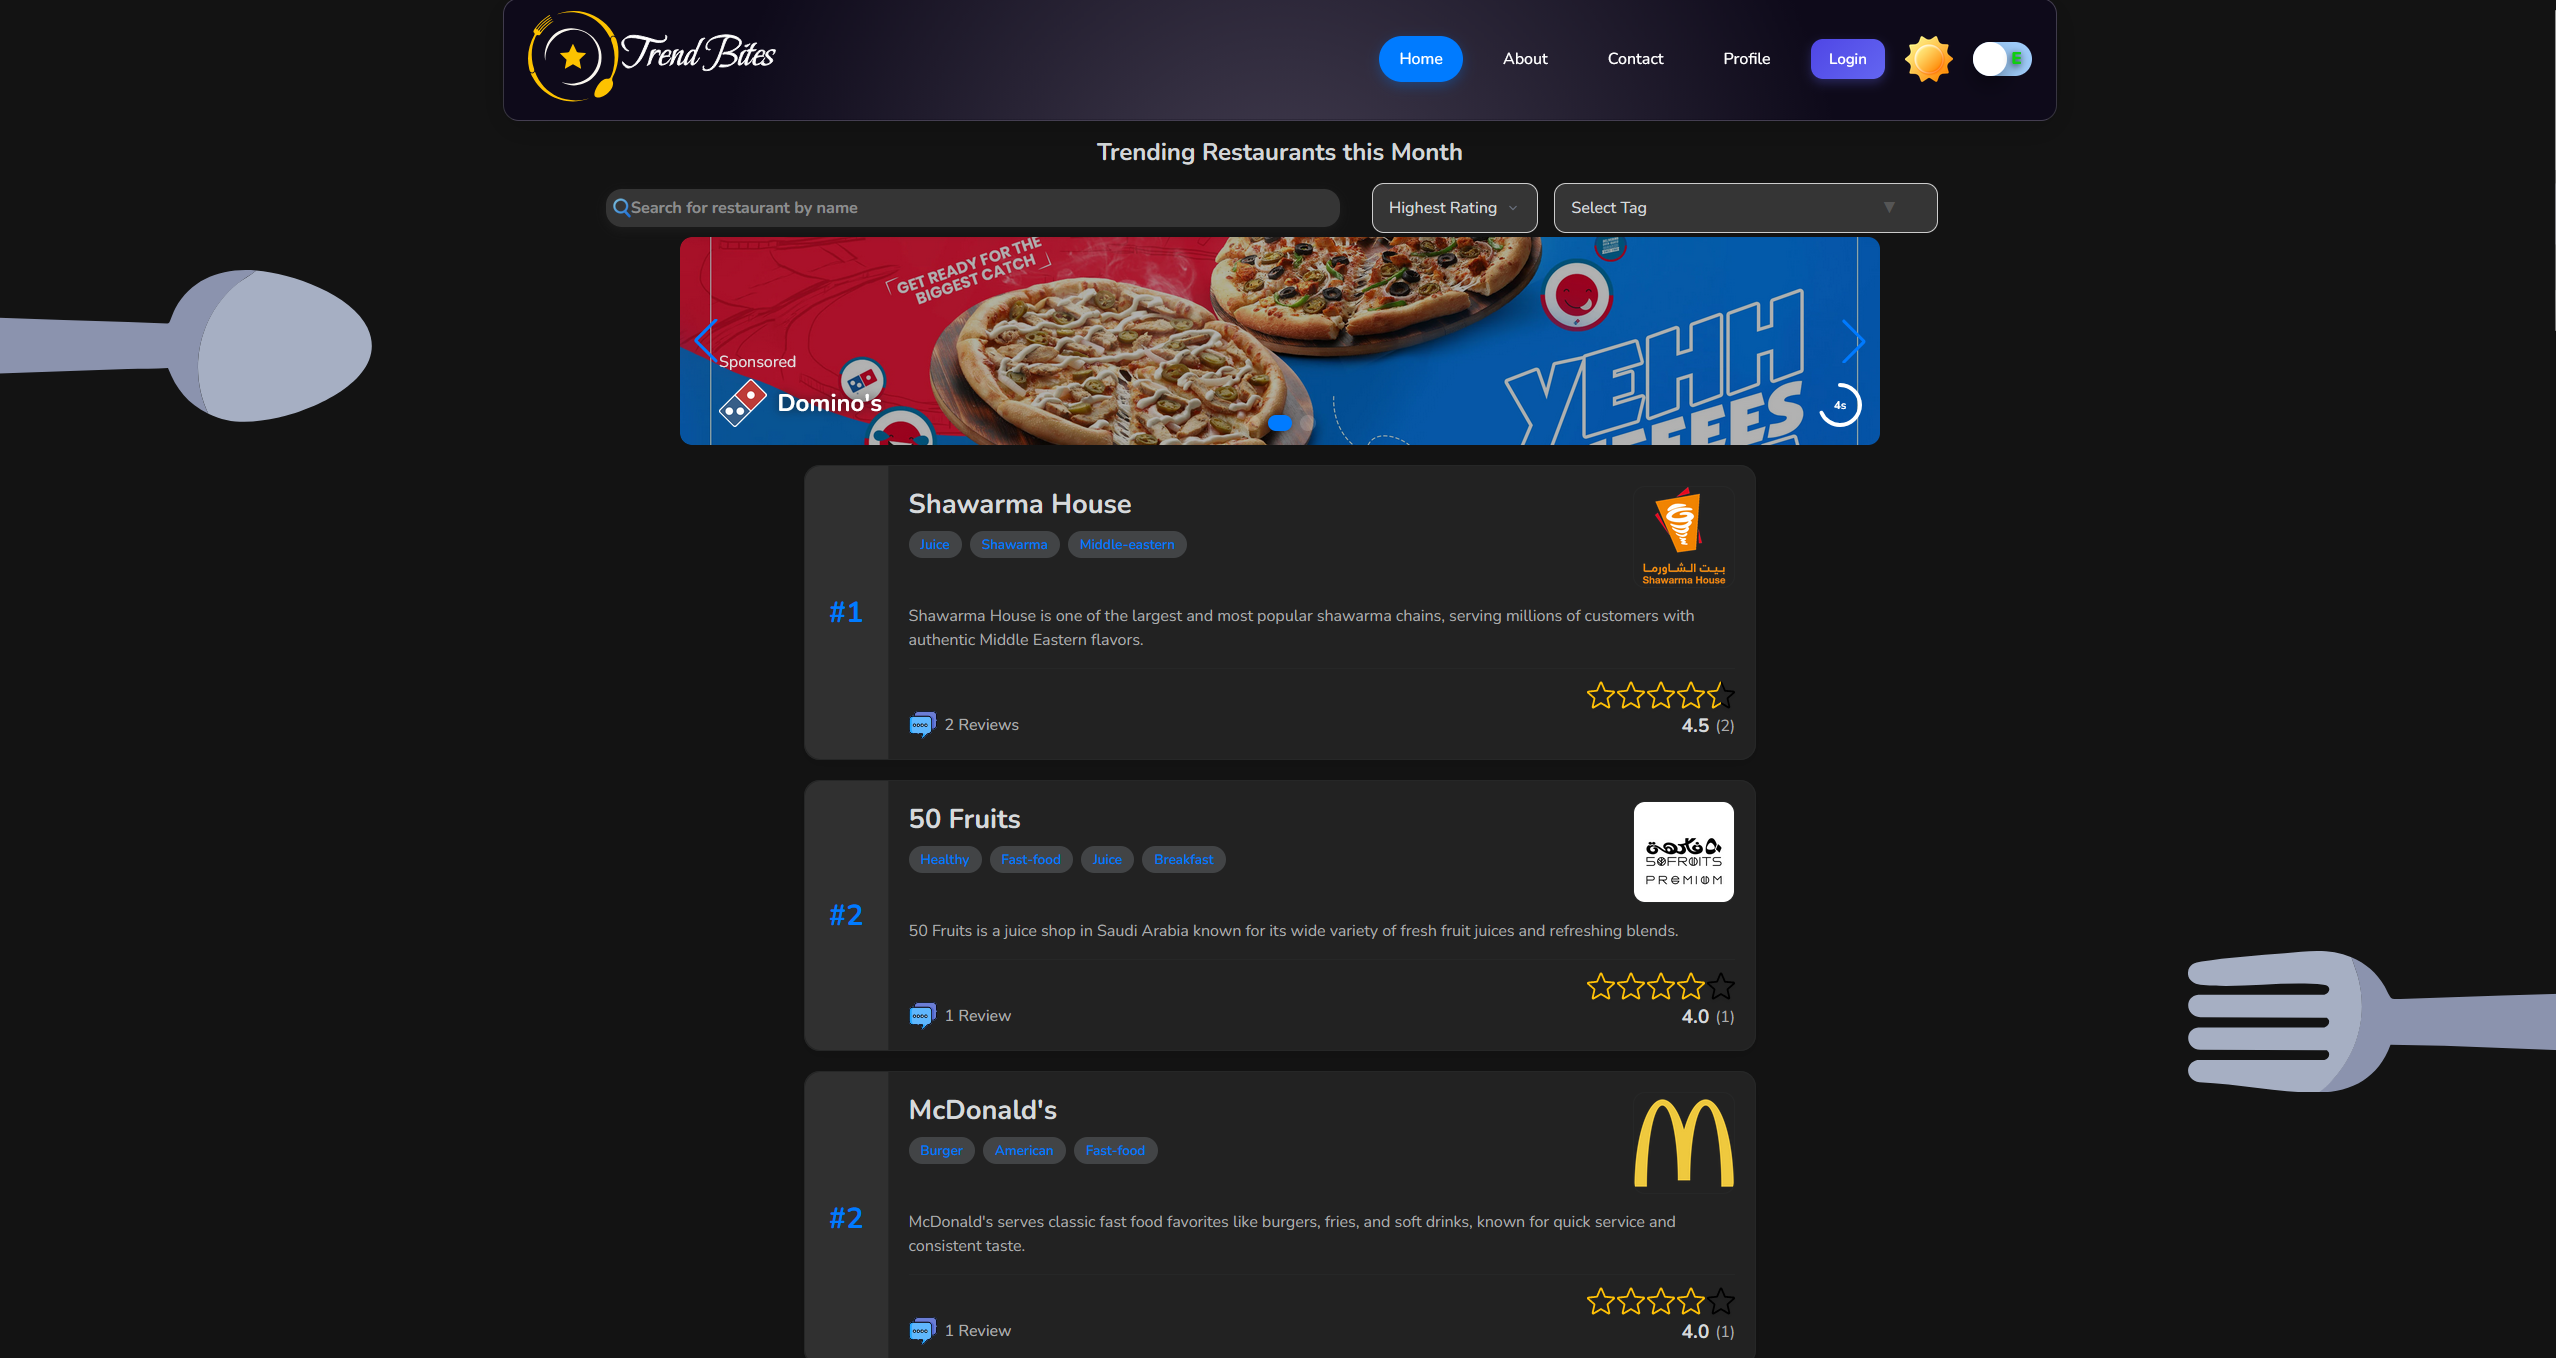 Trend Bites
Home
About
Contact
Profile
Login
E
Trending Restaurants this Month
Search for restaurant by name
Highest Rating
Select Tag
GET READY FOR THE
BIGGEST CATCH
YEHH
Sponsored
Domino's
4s
#1
Shawarma House
Juice
Shawarma
Middle-eastern
بيت الشاورما
Shawarma House
Shawarma House is one of the largest and most popular shawarma chains, serving millions of customers with
authentic Middle Eastern flavors.
2 Reviews
4.5 (2)
#2
50 Fruits
Healthy
Fast-food
Juice
Breakfast
٥٠ فاكهة
50FRUITS
PREMIUM
50 Fruits is a juice shop in Saudi Arabia known for its wide variety of fresh fruit juices and refreshing blends.
1 Review
4.0 (1)
#2
McDonald's
Burger
American
Fast-food
McDonald's serves classic fast food favorites like burgers, fries, and soft drinks, known for quick service and
consistent taste.
1 Review
4.0 (1)